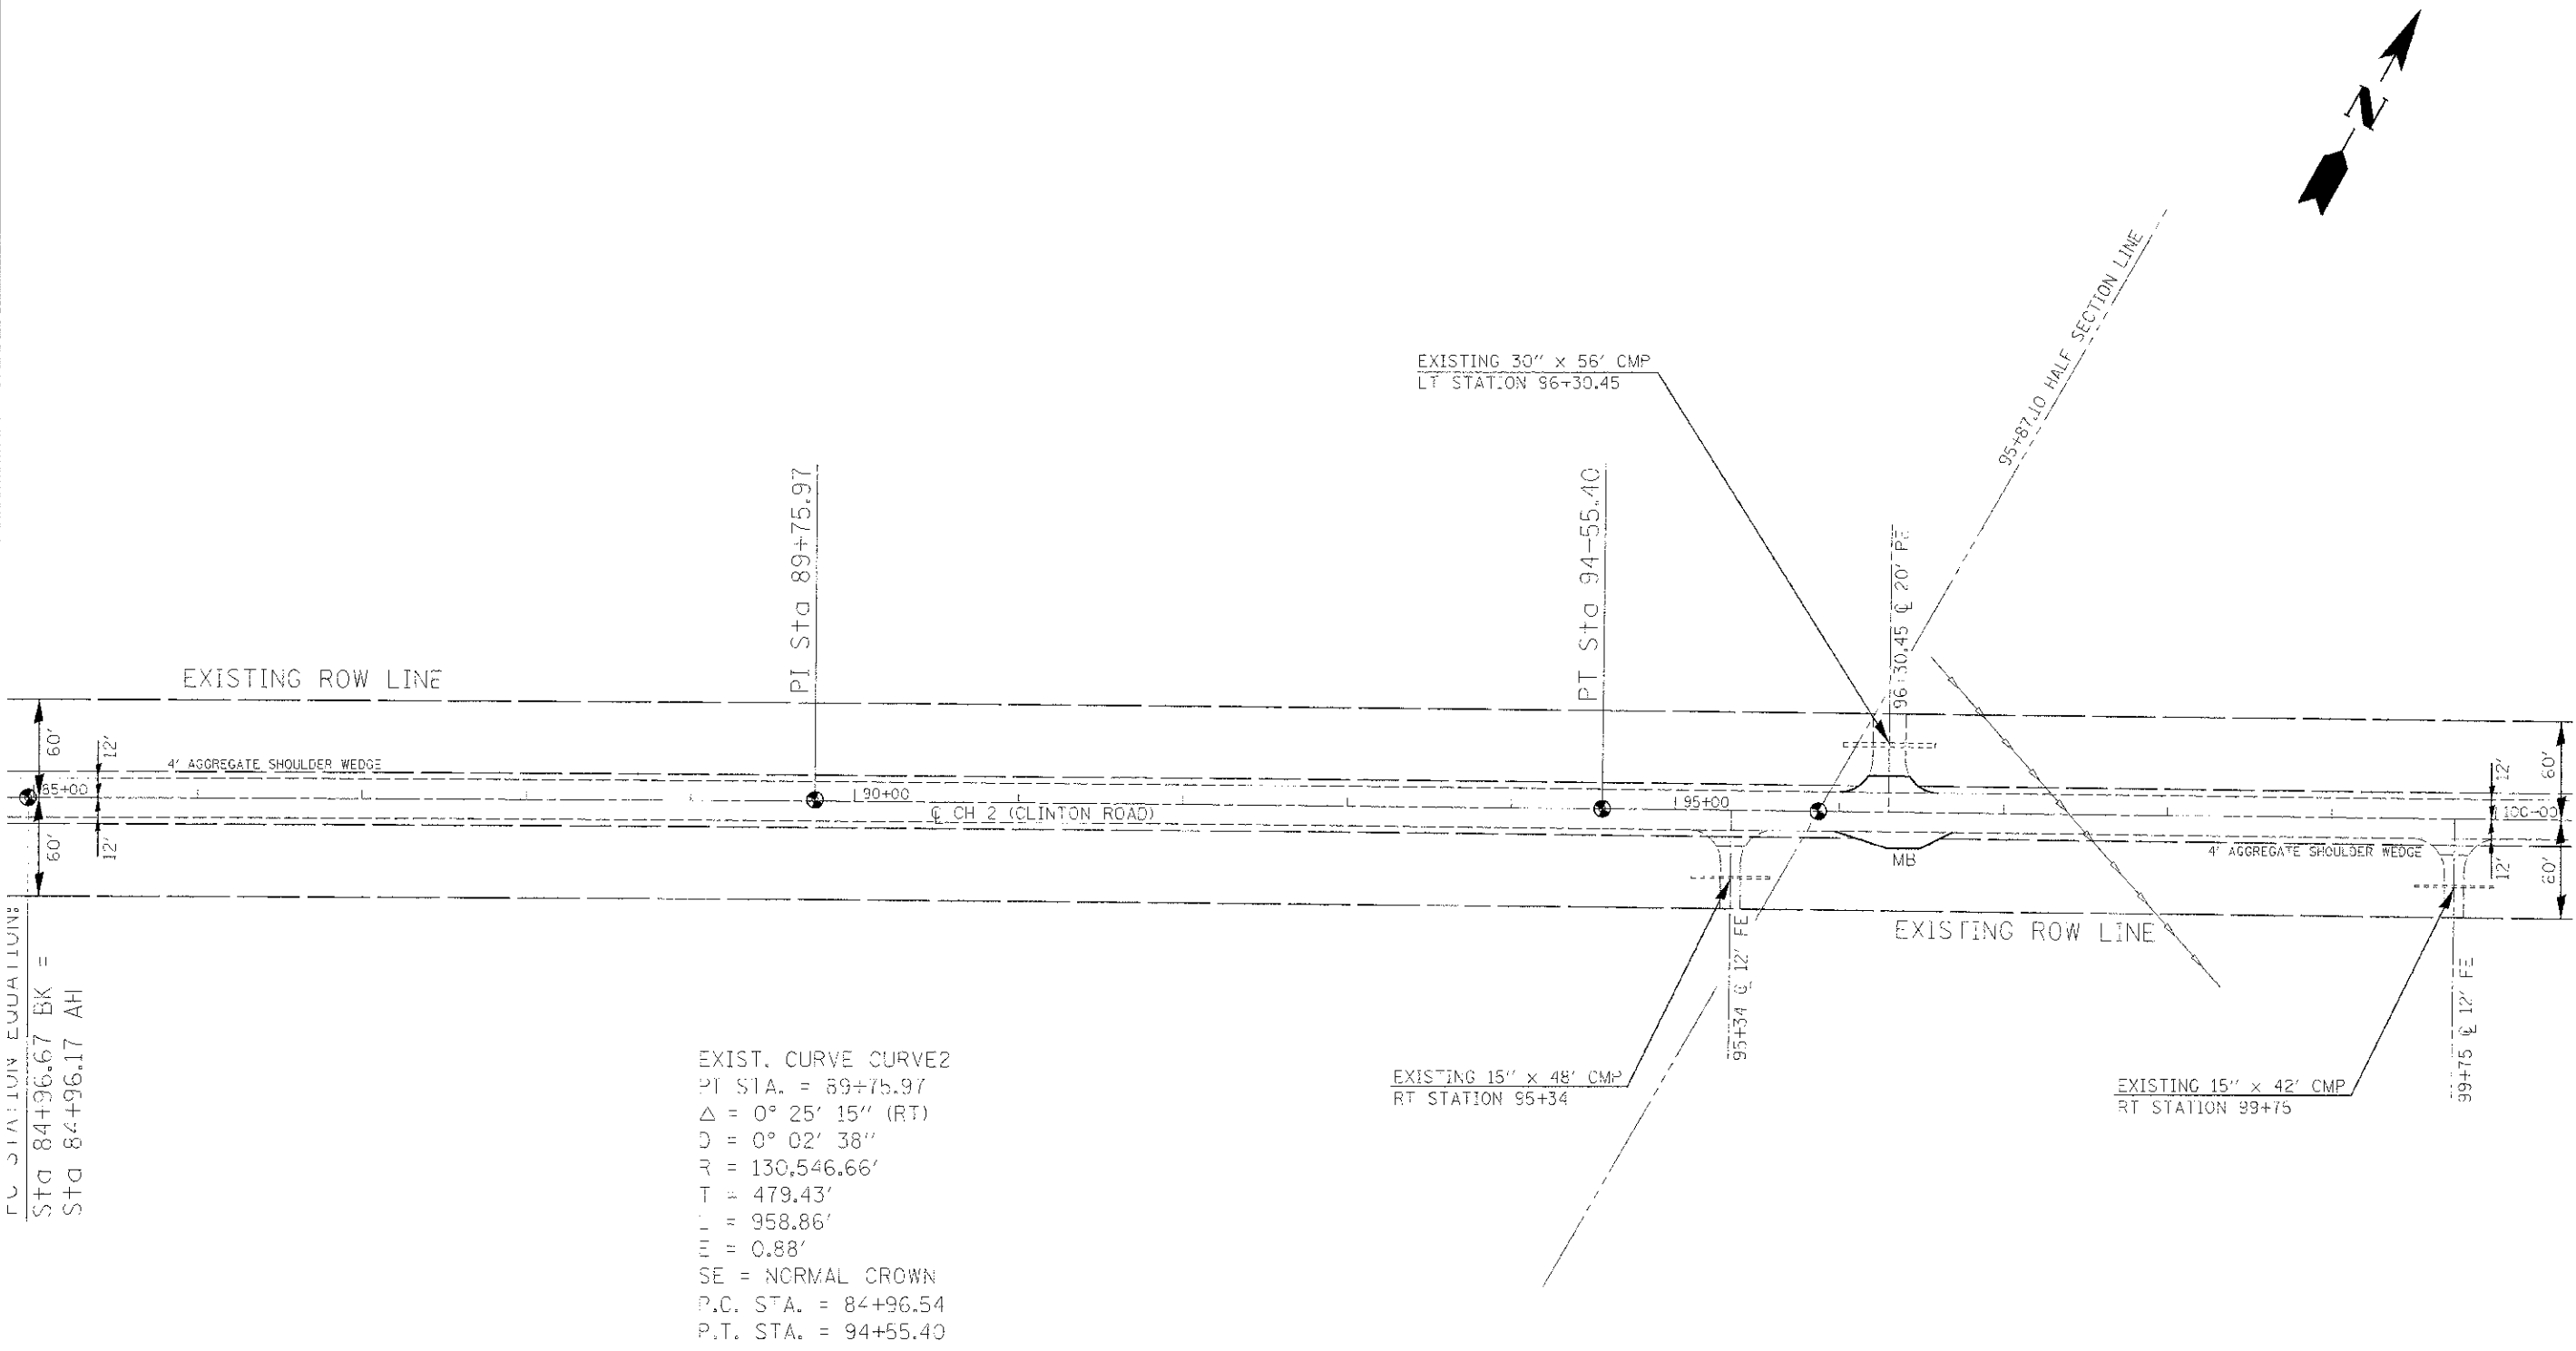 N
95+87.10 HALF SECTION LINE
EXISTING 30" x 56' CMP
LT STATION 96+30.45
PI Sta 89+75.97
PT Sta 94+55.40
96+30.45 ℄ 20' PE
EXISTING ROW LINE
60'
12'
4' AGGREGATE SHOULDER WEDGE
85+00
90+00
95+00
100+00
℄ CH 2 (CLINTON ROAD)
12'
60'
60'
12'
MB
4' AGGREGATE SHOULDER WEDGE
12'
60'
EXISTING ROW LINE
STATION EQUATION:
Sta 84+96.67 BK =
Sta 84+96.17 AH
95+34 ℄ 12' FE
99+75 ℄ 12' FE
EXISTING 15" x 48' CMP
RT STATION 95+34
EXISTING 15" x 42' CMP
RT STATION 99+75
EXIST. CURVE CURVE2
PI STA. = 89+75.97
Δ = 0° 25' 15" (RT)
D = 0° 02' 38"
R = 130,546.66'
T = 479.43'
L = 958.86'
E = 0.88'
SE = NORMAL CROWN
P.C. STA. = 84+96.54
P.T. STA. = 94+55.40